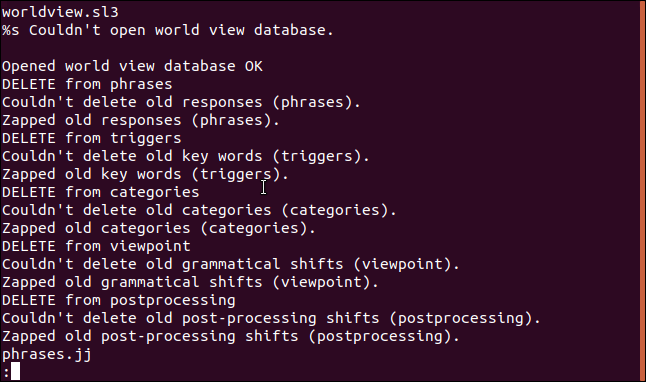 worldview.sl3
%s Couldn't open world view database.
Opened world view database OK
DELETE from phrases
Couldn't delete old responses (phrases).
Zapped old responses (phrases).
DELETE from triggers
Couldn't delete old key words (triggers).
Zapped old key words (triggers).
DELETE from categories
Couldn't delete old categories (categories).
Zapped old categories (categories).
DELETE from viewpoint
Couldn't delete old grammatical shifts (viewpoint).
Zapped old grammatical shifts (viewpoint).
DELETE from postprocessing
Couldn't delete old post-processing shifts (postprocessing).
Zapped old post-processing shifts (postprocessing).
phrases.jj
: